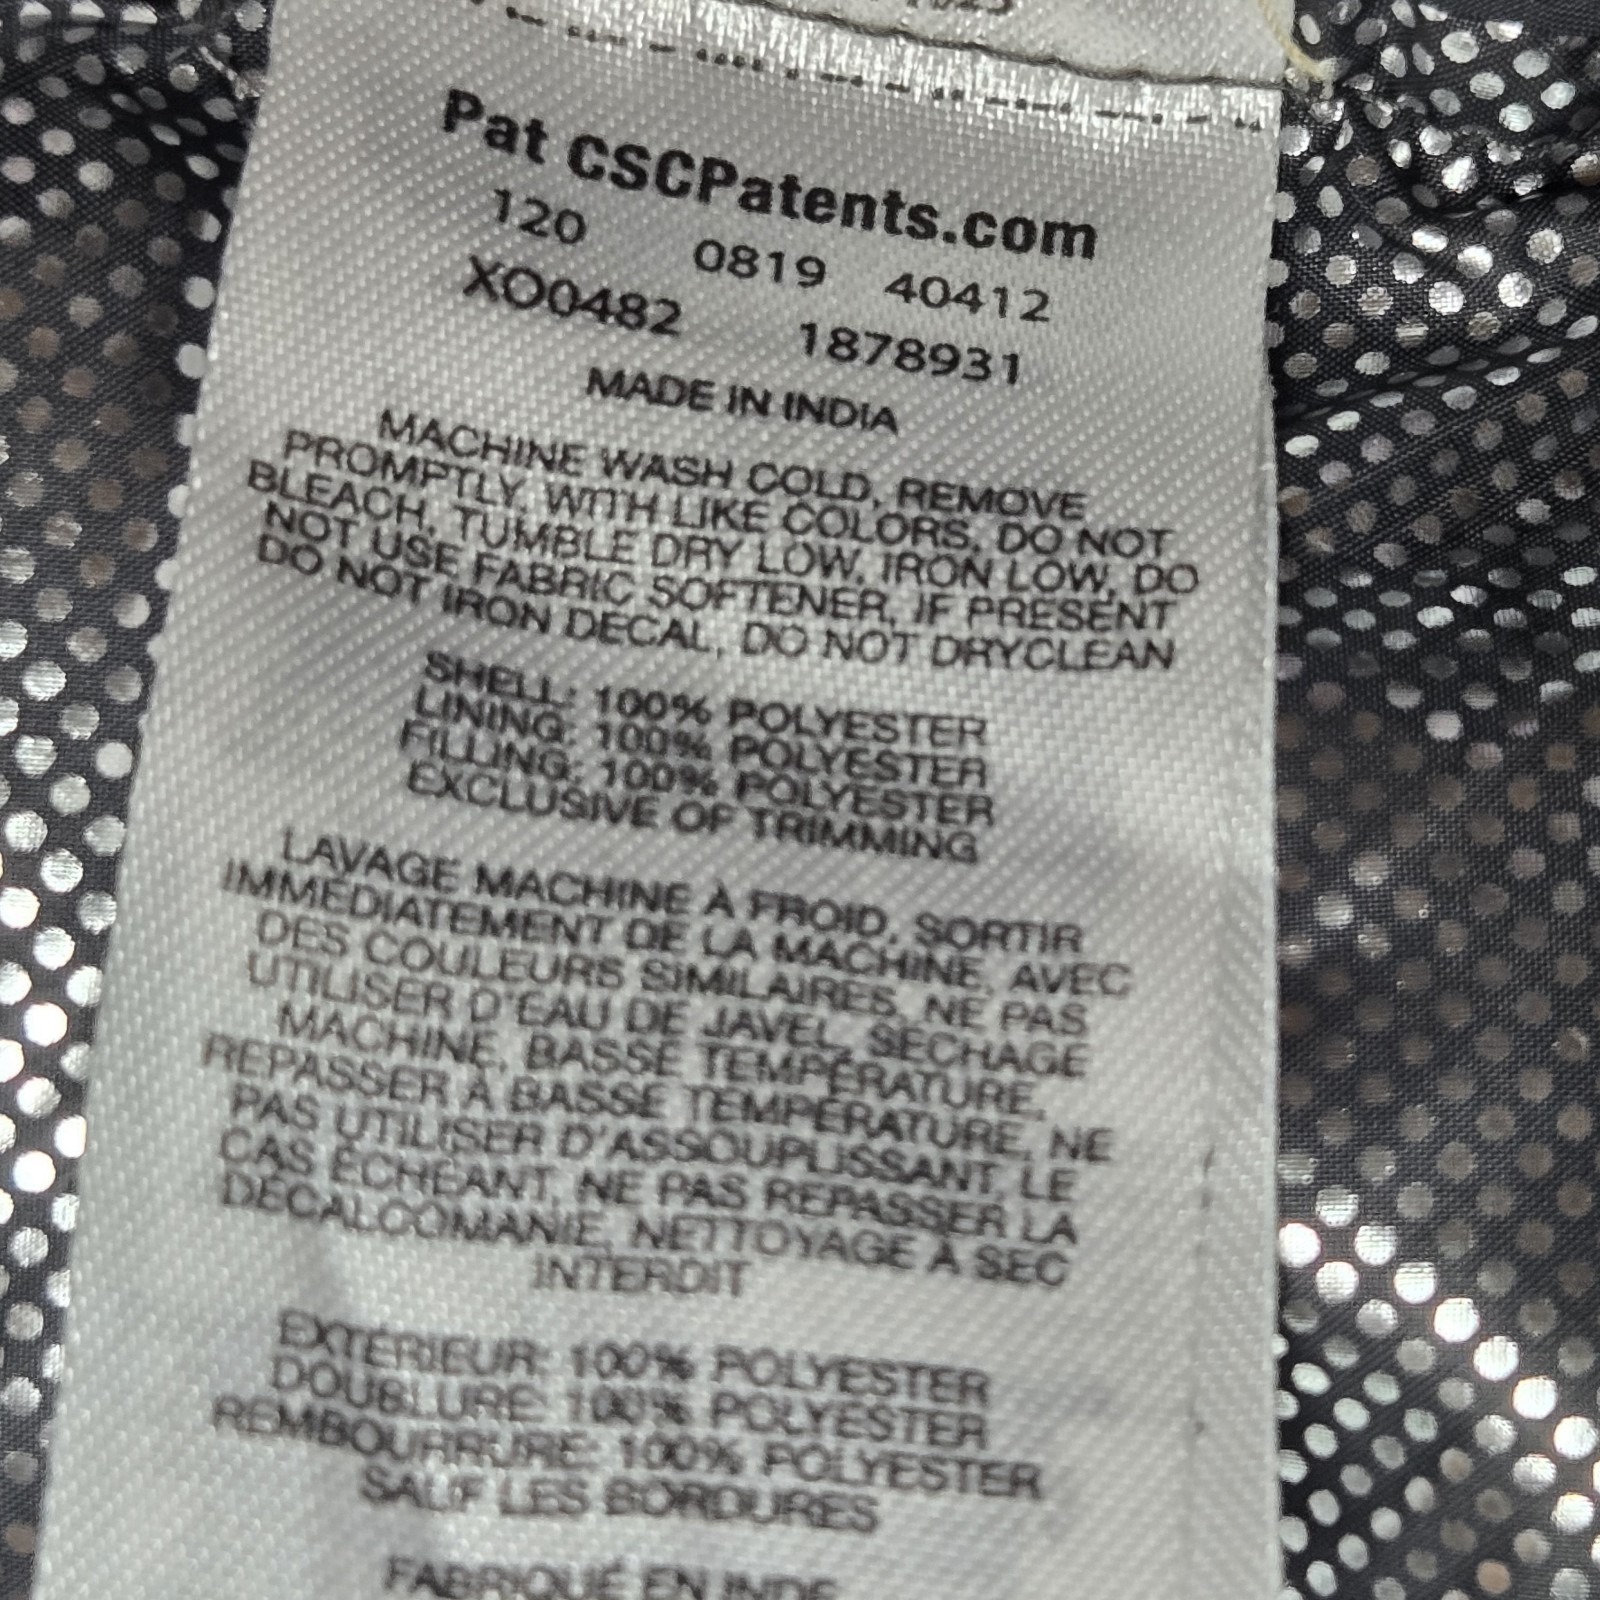 Pat CSCPatents.com
120 0819 40412
XO0482 1878931
MADE IN INDIA
MACHINE WASH COLD, REMOVE
PROMPTLY, WITH LIKE COLORS, DO NOT
BLEACH, TUMBLE DRY LOW, IRON LOW, DO
NOT USE FABRIC SOFTENER, IF PRESENT
DO NOT IRON DECAL, DO NOT DRYCLEAN
SHELL: 100% POLYESTER
LINING: 100% POLYESTER
FILLING: 100% POLYESTER
EXCLUSIVE OF TRIMMING
LAVAGE MACHINE À FROID, SORTIR
IMMÉDIATEMENT DE LA MACHINE, AVEC
DES COULEURS SIMILAIRES, NE PAS
UTILISER D'EAU DE JAVEL, SÉCHAGE
MACHINE, BASSE TEMPÉRATURE,
REPASSER À BASSE TEMPÉRATURE, NE
PAS UTILISER D'ASSOUPLISSANT, LE
CAS ÉCHÉANT, NE PAS REPASSER LA
DÉCALCOMANIE, NETTOYAGE À SEC
INTERDIT
EXTÉRIEUR: 100% POLYESTER
DOUBLURE: 100% POLYESTER
REMBOURRURE: 100% POLYESTER
SAUF LES BORDURES
FABRIQUÉ EN INDE